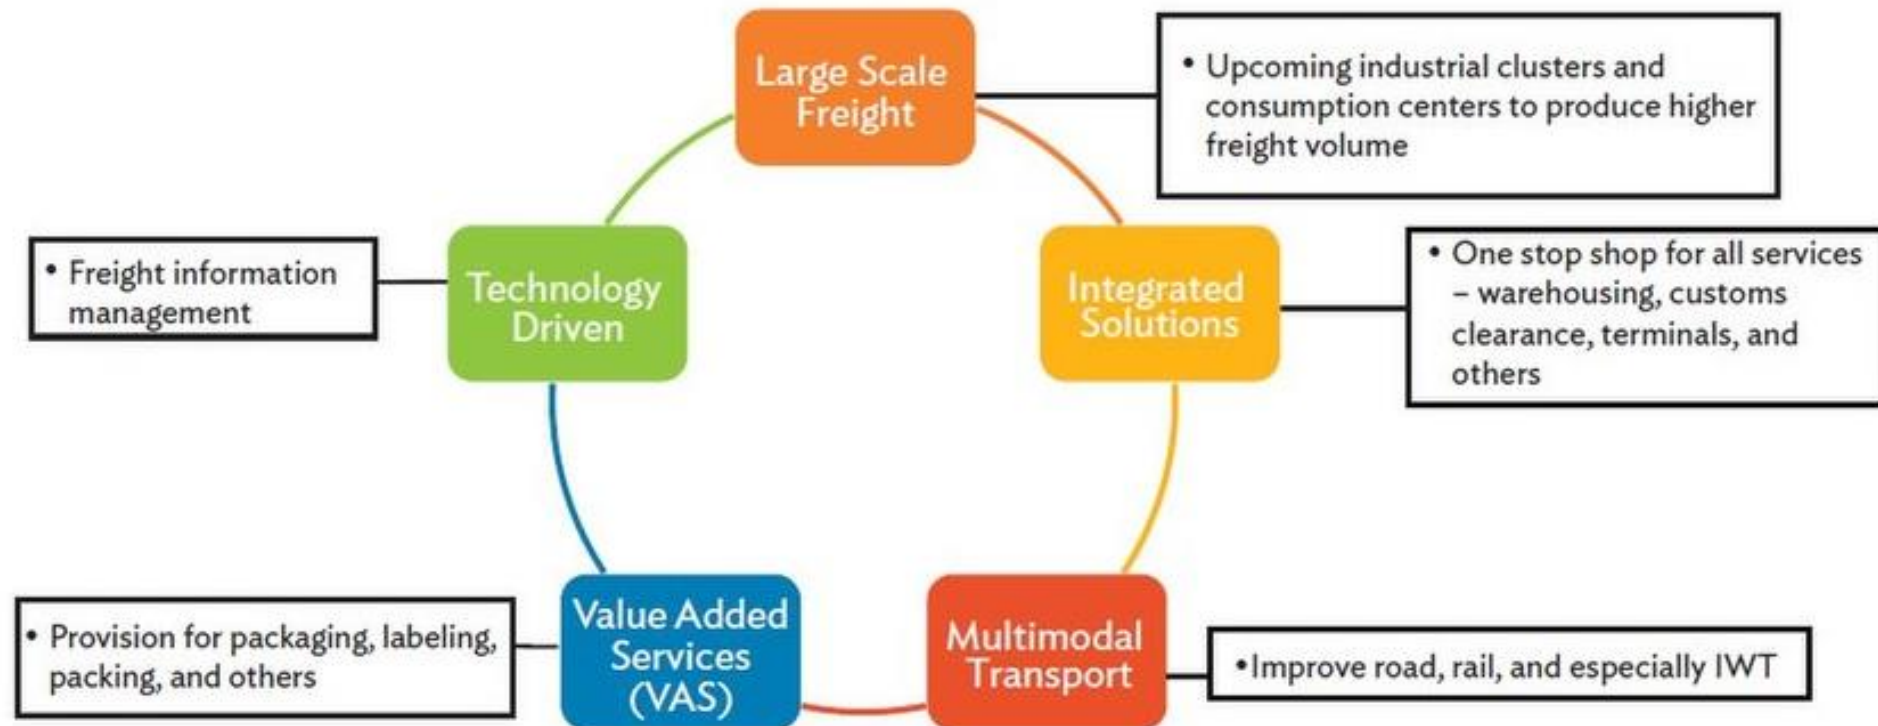 Large Scale
Freight
• Upcoming industrial clusters and
consumption centers to produce higher
freight volume
Integrated
Solutions
• One stop shop for all services
– warehousing, customs
clearance, terminals, and
others
Multimodal
Transport
•Improve road, rail, and especially IWT
Value Added
Services
(VAS)
• Provision for packaging, labeling,
packing, and others
Technology
Driven
• Freight information
management